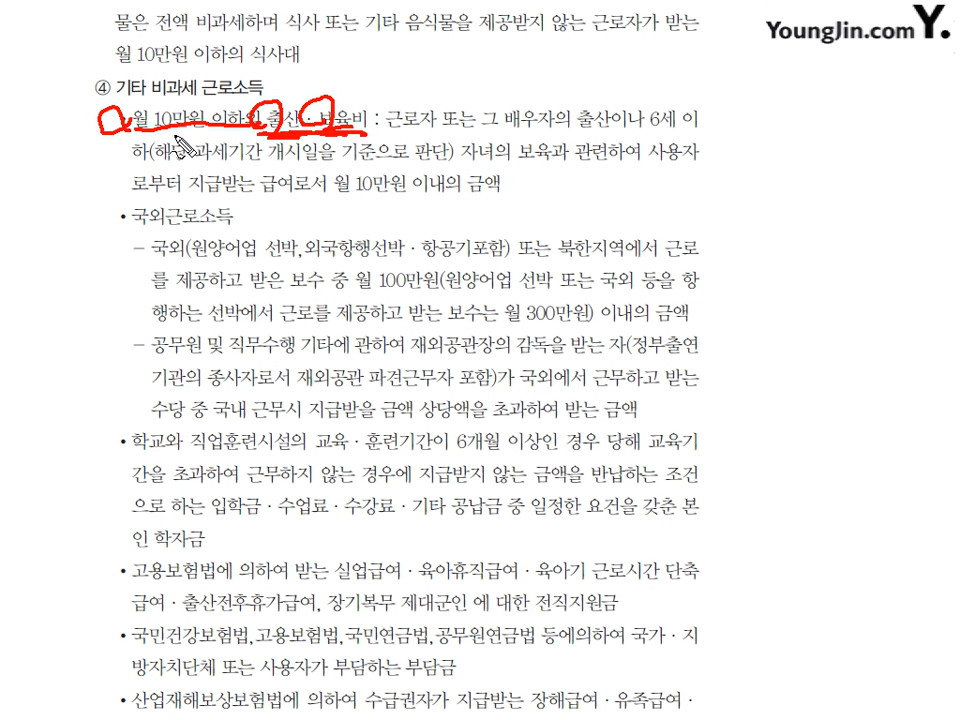 물은 전액 비과세하며 식사 또는 기타 음식물을 제공받지 않는 근로자가 받는
월 10만원 이하의 식사대
YoungJin.com Y.
④ 기타 비과세 근로소득
• 월 10만원 이하의 출산 · 보육비 : 근로자 또는 그 배우자의 출산이나 6세 이
하(해당 과세기간 개시일을 기준으로 판단) 자녀의 보육과 관련하여 사용자
로부터 지급받는 급여로서 월 10만원 이내의 금액
• 국외근로소득
– 국외(원양어업 선박,외국항행선박 · 항공기포함) 또는 북한지역에서 근로
를 제공하고 받은 보수 중 월 100만원(원양어업 선박 또는 국외 등을 항
행하는 선박에서 근로를 제공하고 받는 보수는 월 300만원) 이내의 금액
– 공무원 및 직무수행 기타에 관하여 재외공관장의 감독을 받는 자(정부출연
기관의 종사자로서 재외공관 파견근무자 포함)가 국외에서 근무하고 받는
수당 중 국내 근무시 지급받을 금액 상당액을 초과하여 받는 금액
• 학교와 직업훈련시설의 교육 · 훈련기간이 6개월 이상인 경우 당해 교육기
간을 초과하여 근무하지 않는 경우에 지급받지 않는 금액을 반납하는 조건
으로 하는 입학금 · 수업료 · 수강료 · 기타 공납금 중 일정한 요건을 갖춘 본
인 학자금
• 고용보험법에 의하여 받는 실업급여 · 육아휴직급여 · 육아기 근로시간 단축
급여 · 출산전후휴가급여, 장기복무 제대군인 에 대한 전직지원금
• 국민건강보험법,고용보험법,국민연금법,공무원연금법 등에의하여 국가 · 지
방자치단체 또는 사용자가 부담하는 부담금
• 산업재해보상보험법에 의하여 수급권자가 지급받는 장해급여 · 유족급여 ·